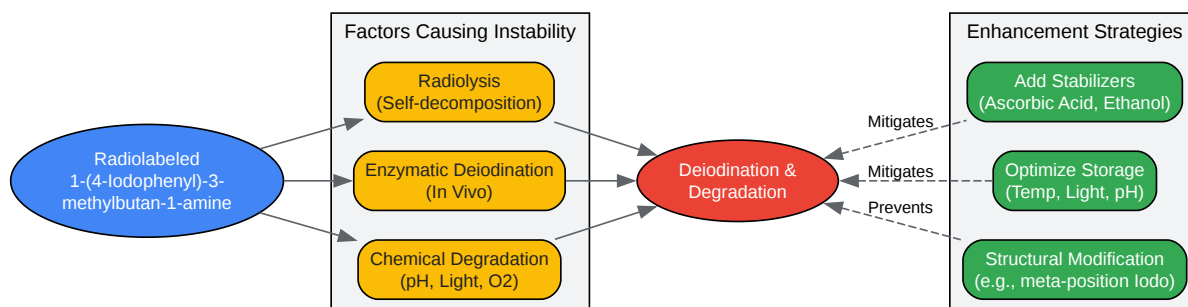 Factors Causing Instability
Enhancement Strategies
Radiolabeled
1-(4-Iodophenyl)-3-
methylbutan-1-amine
Radiolysis
(Self-decomposition)
Enzymatic Deiodination
(In Vivo)
Chemical Degradation
(pH, Light, O2)
Deiodination &
Degradation
Mitigates
Mitigates
Prevents
Add Stabilizers
(Ascorbic Acid, Ethanol)
Optimize Storage
(Temp, Light, pH)
Structural Modification
(e.g., meta-position Iodo)